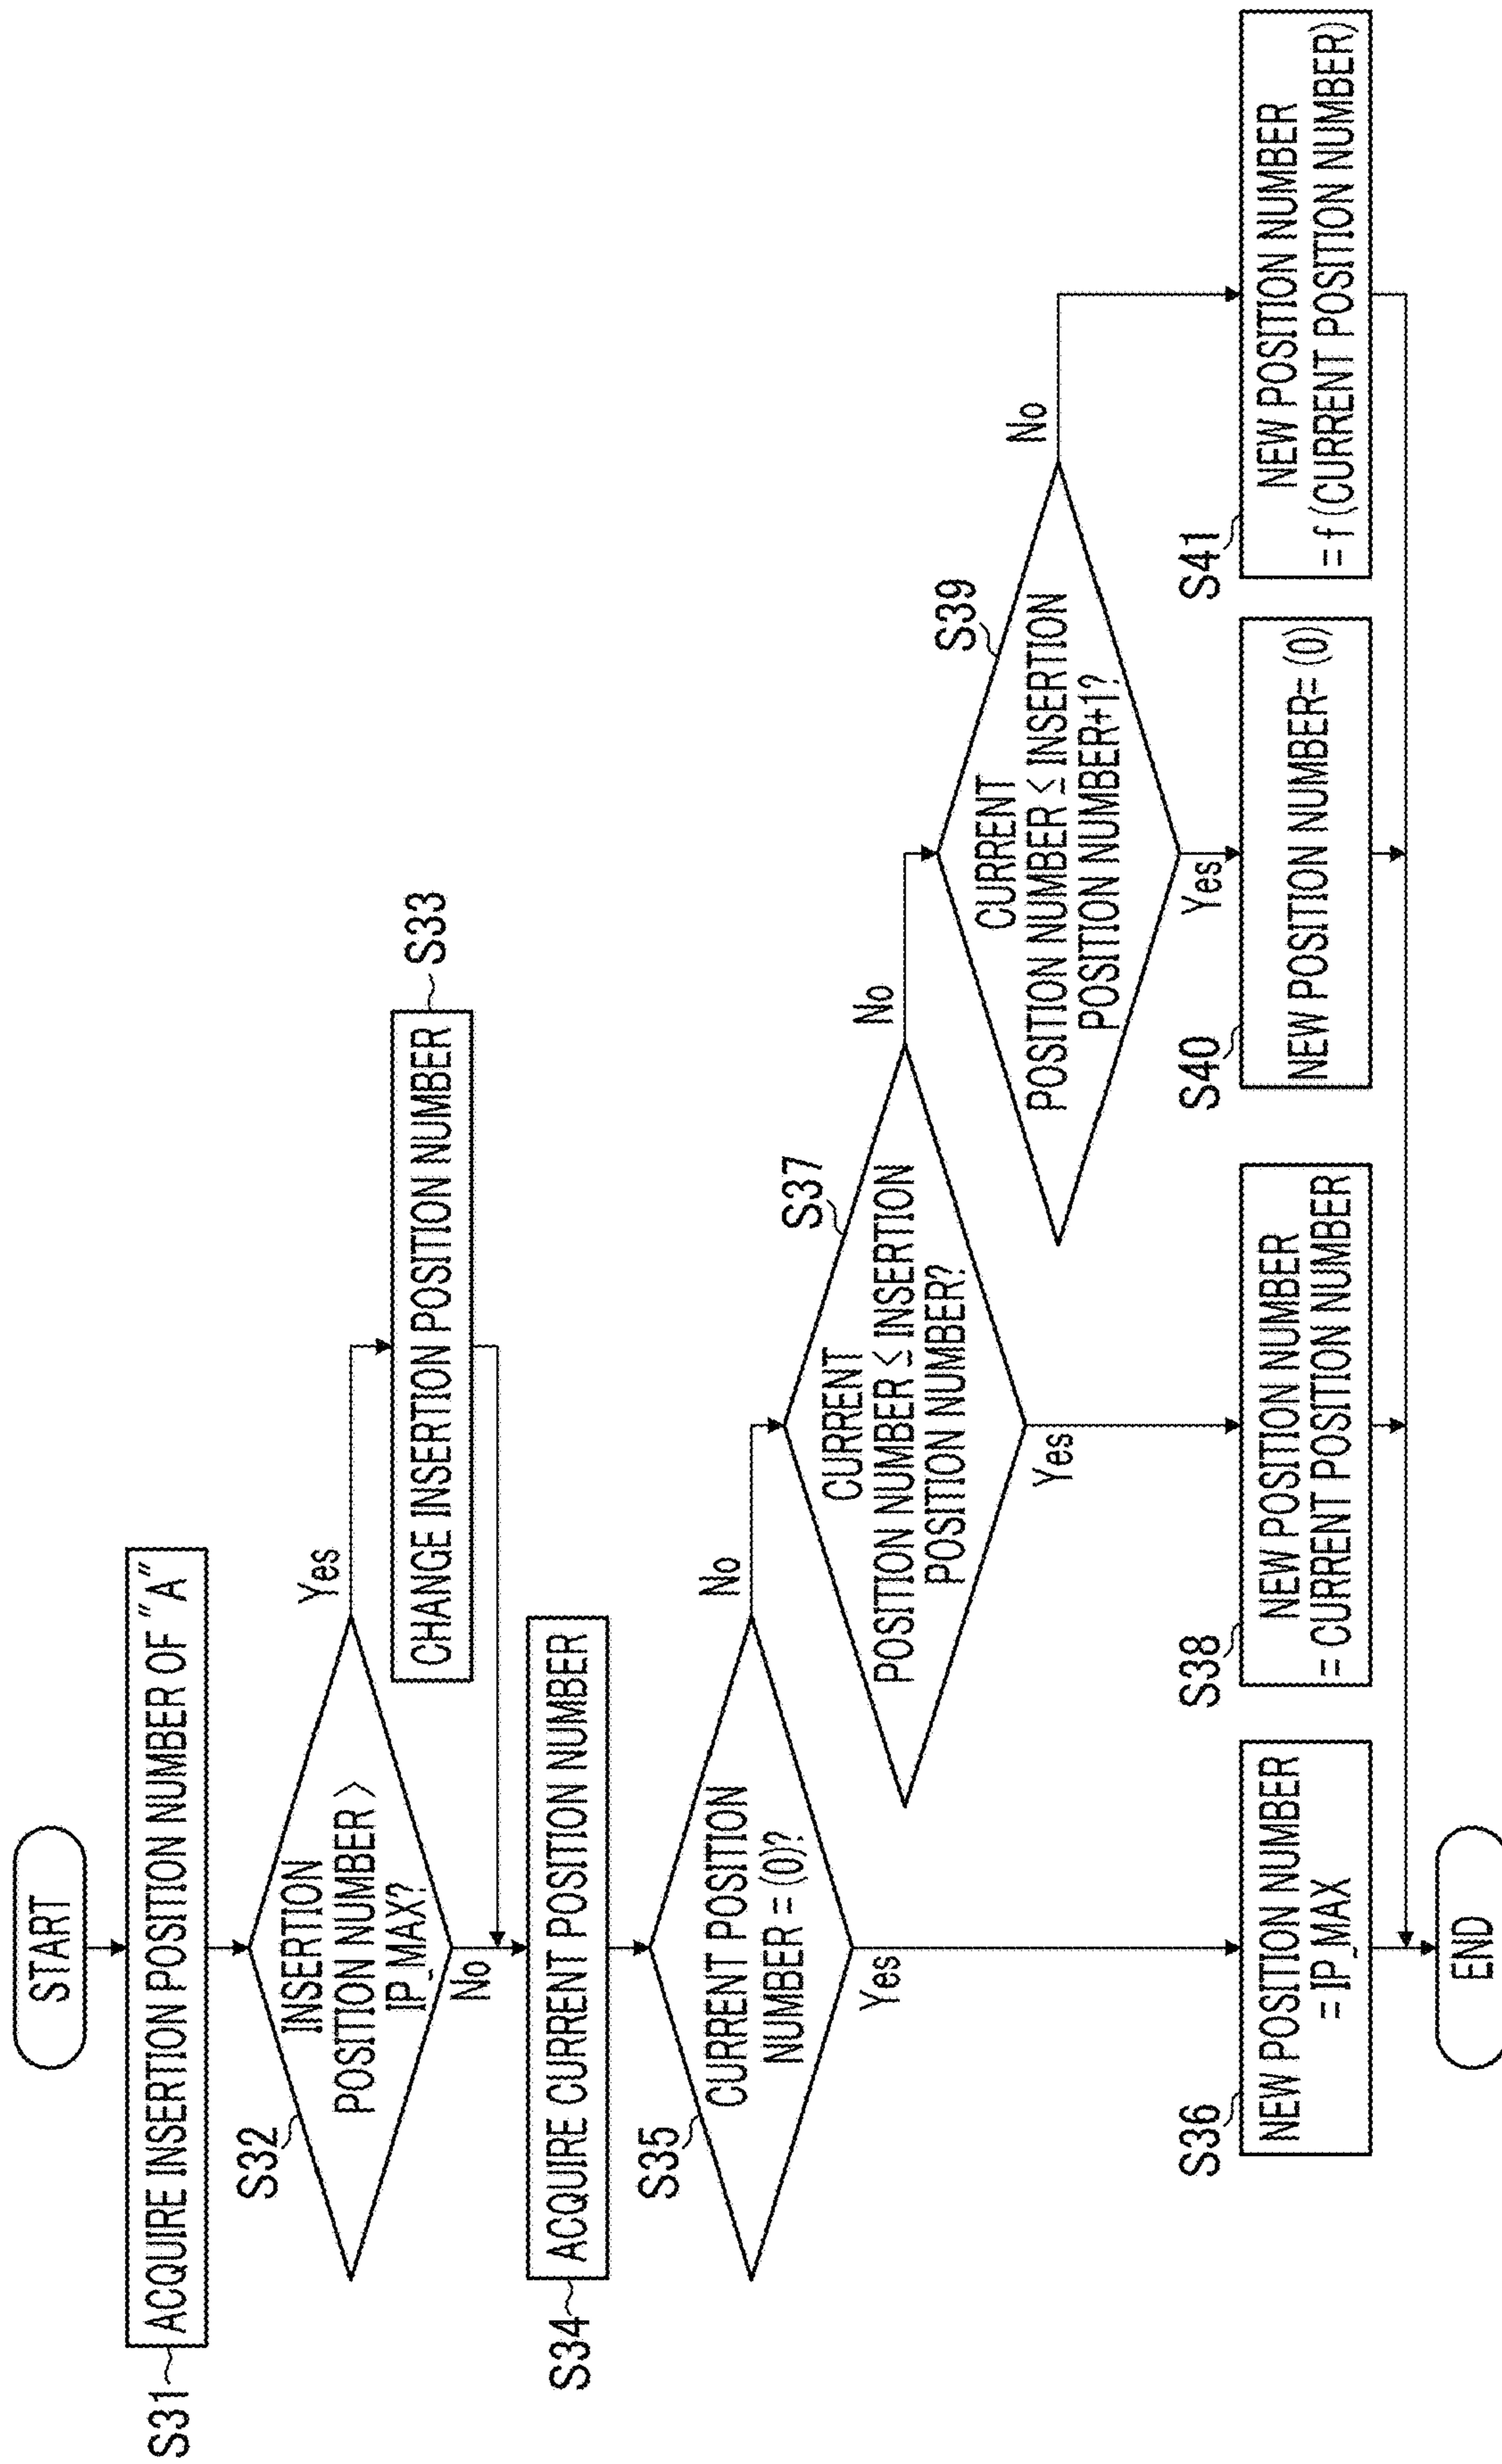 START
S31
ACQUIRE INSERTION POSITION NUMBER OF "A"
S32
INSERTION
POSITION NUMBER >
IP_MAX?
Yes
No
S33
CHANGE INSERTION POSITION NUMBER
S34
ACQUIRE CURRENT POSITION NUMBER
S35
CURRENT POSITION
NUMBER = (0)?
No
Yes
S37
CURRENT
POSITION NUMBER ≤ INSERTION
POSITION NUMBER?
No
Yes
S39
CURRENT
POSITION NUMBER ≤ INSERTION
POSITION NUMBER+1?
No
Yes
S36
NEW POSITION NUMBER
= IP_MAX
S38
NEW POSITION NUMBER
= CURRENT POSITION NUMBER
S40
NEW POSITION NUMBER= (0)
S41
NEW POSITION NUMBER
= f (CURRENT POSITION NUMBER)
END